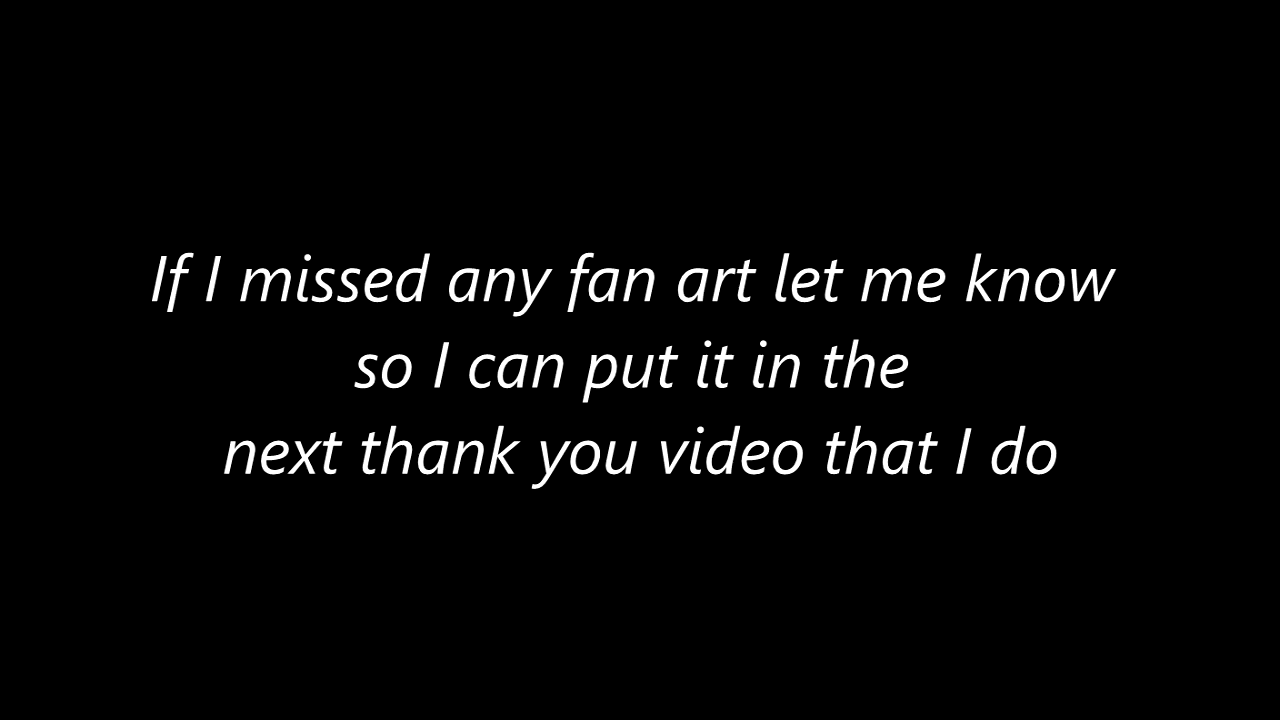 If I missed any fan art let me know
so I can put it in the
next thank you video that I do